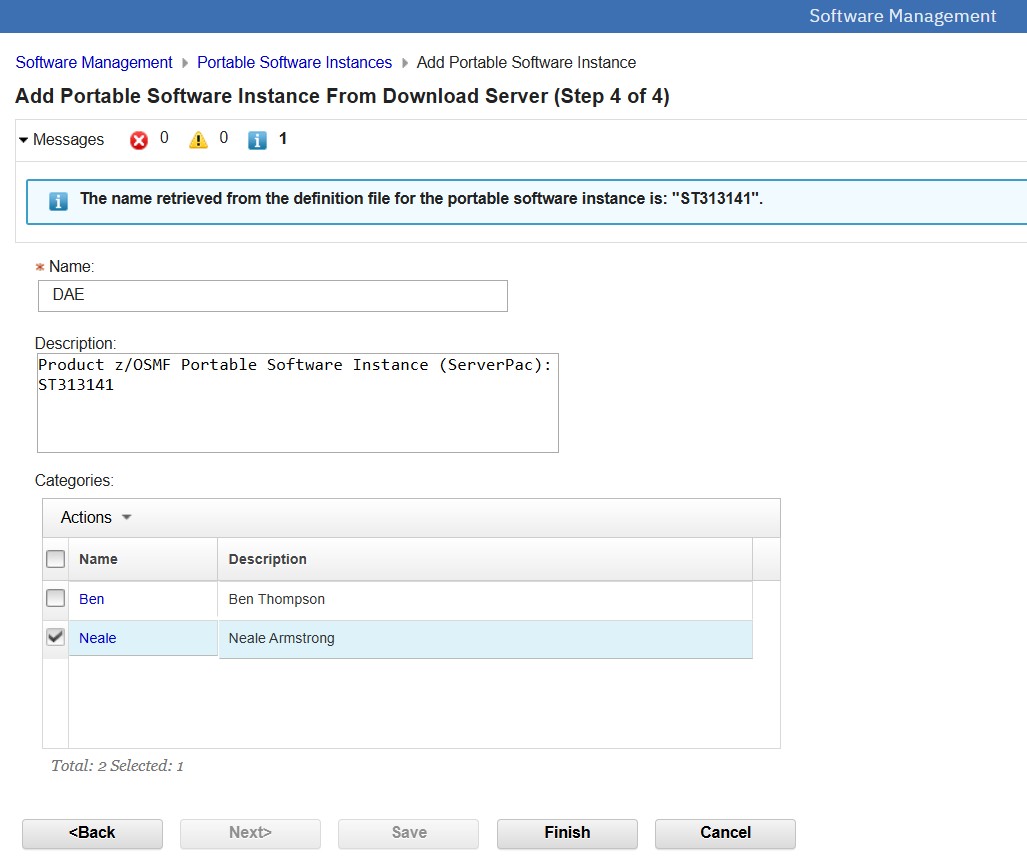 Software Management
Software Management Portable Software Instances Add Portable Software Instance
Add Portable Software Instance From Download Server (Step 4 of 4)
Messages 0 0 1
The name retrieved from the definition file for the portable software instance is: "ST313141".
* Name:
DAE
Description:
Product z/OSMF Portable Software Instance (ServerPac):
ST313141
Categories:
Actions
Name Description
Ben Ben Thompson
Neale Neale Armstrong
Total: 2 Selected: 1
<Back Next> Save Finish Cancel